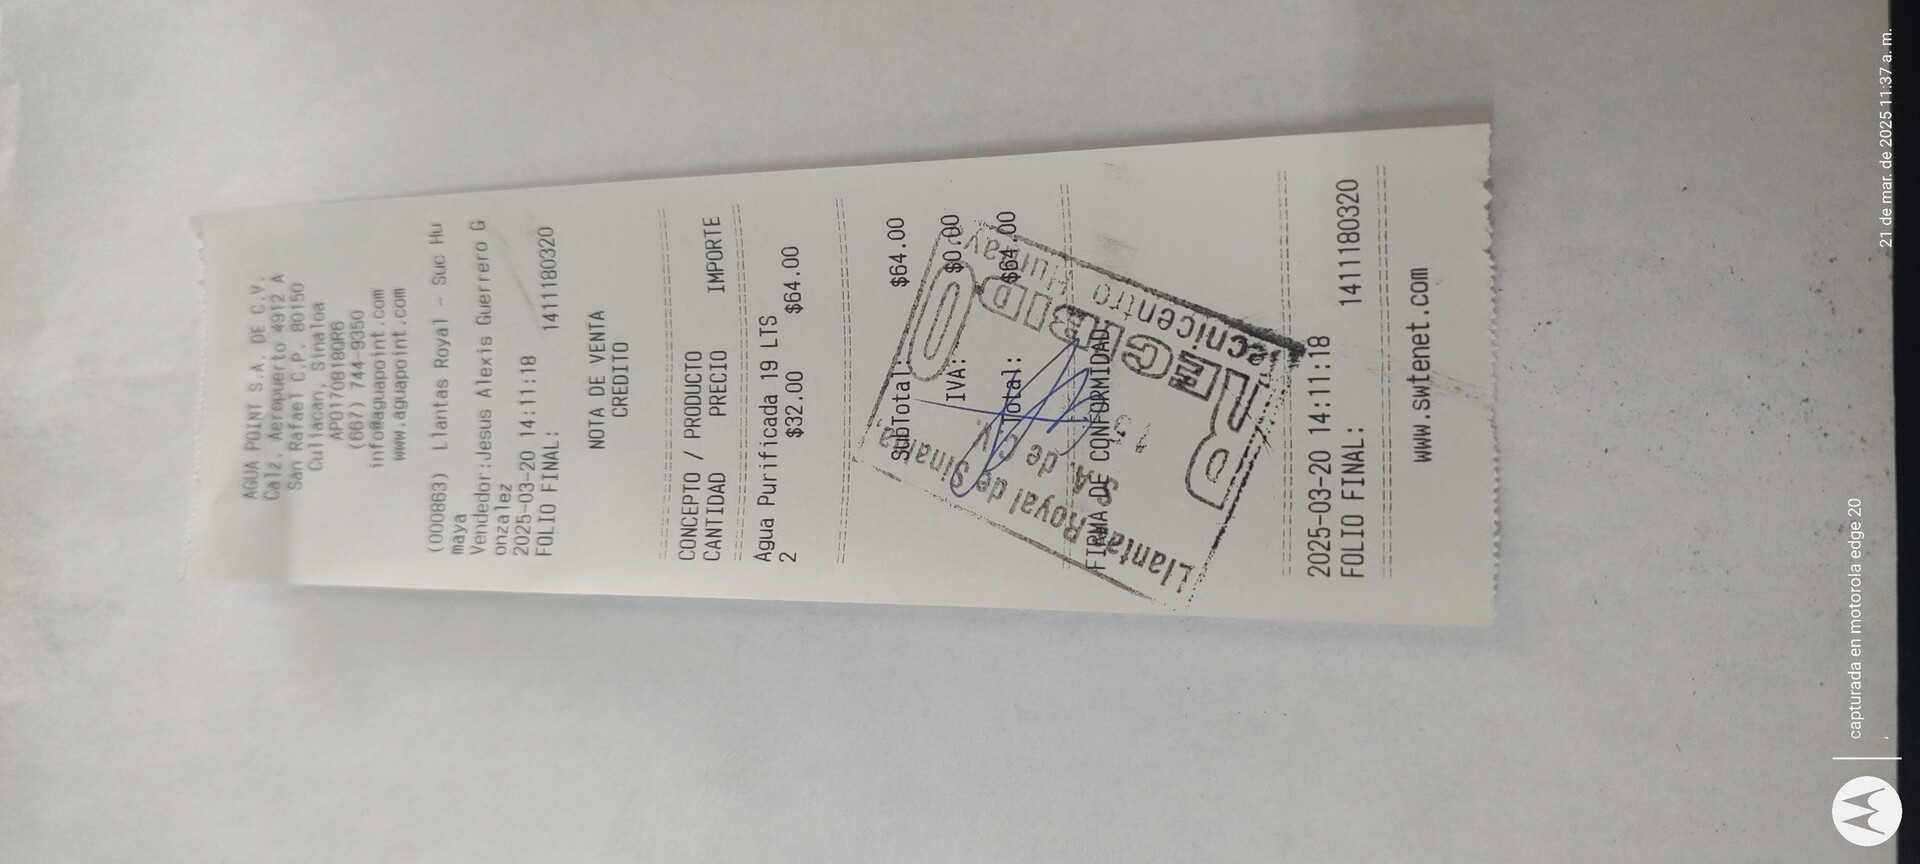 AGUA POINT S.A. DE C.V.
Calz. Aeropuerto 4912 A
San Rafael C.P. 80150
Culiacan, Sinaloa
APO1708180R6
(667) 744-9350
info@aguapoint.com
www.aguapoint.com
(000863) Llantas Royal - Suc Hu
maya
Vendedor:Jesus Alexis Guerrero G
onzalez
2025-03-20 14:11:18
FOLIO FINAL: 1411180320
NOTA DE VENTA
CREDITO
CONCEPTO / PRODUCTO
CANTIDAD PRECIO IMPORTE
Agua Purificada 19 LTS
2 $32.00 $64.00
SubTotal: $64.00
IVA: $0.00
Total: $64.00
FIRMA DE CONFORMIDAD
Llantas Royal de Sinaloa,
S.A. de C.V.
RECIBIDO
Tecnicentro Humaya
2025-03-20 14:11:18
FOLIO FINAL: 1411180320
www.swtenet.com
capturada en motorola edge 20
21 de mar. de 2025 11:37 a. m.